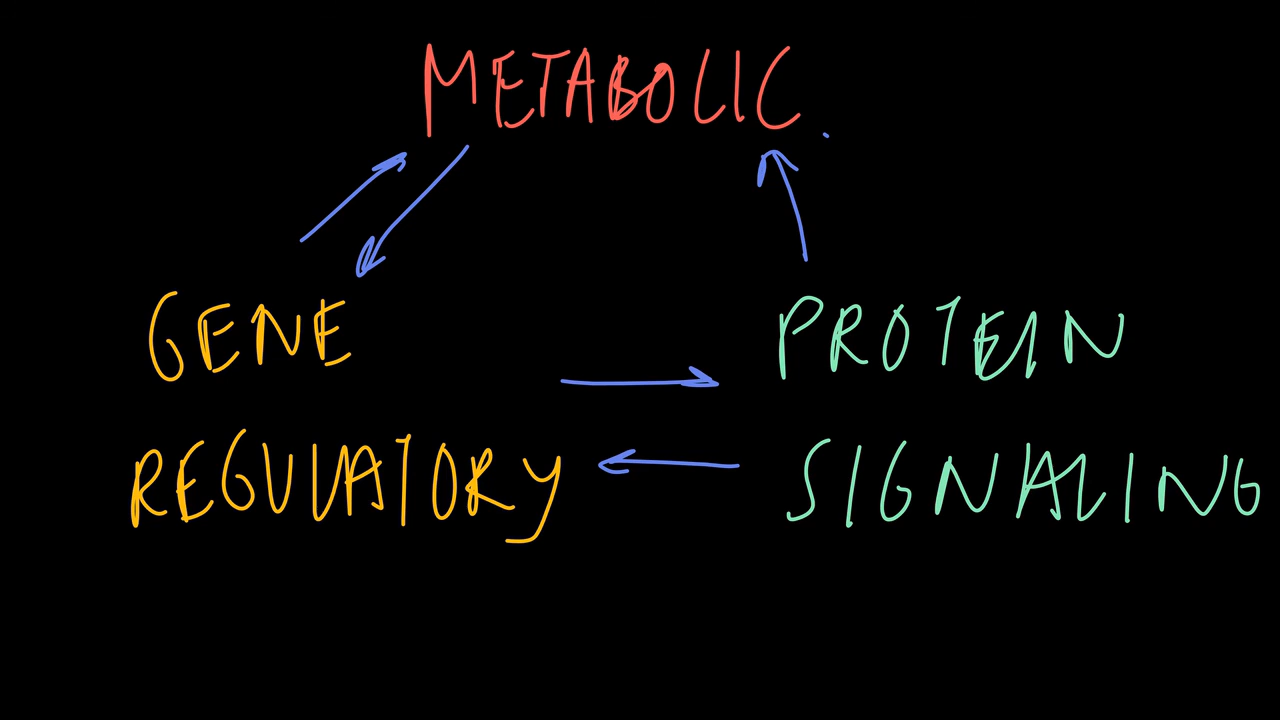 METABOLIC
GENE
PROTEIN
REGULATORY
SIGNALING